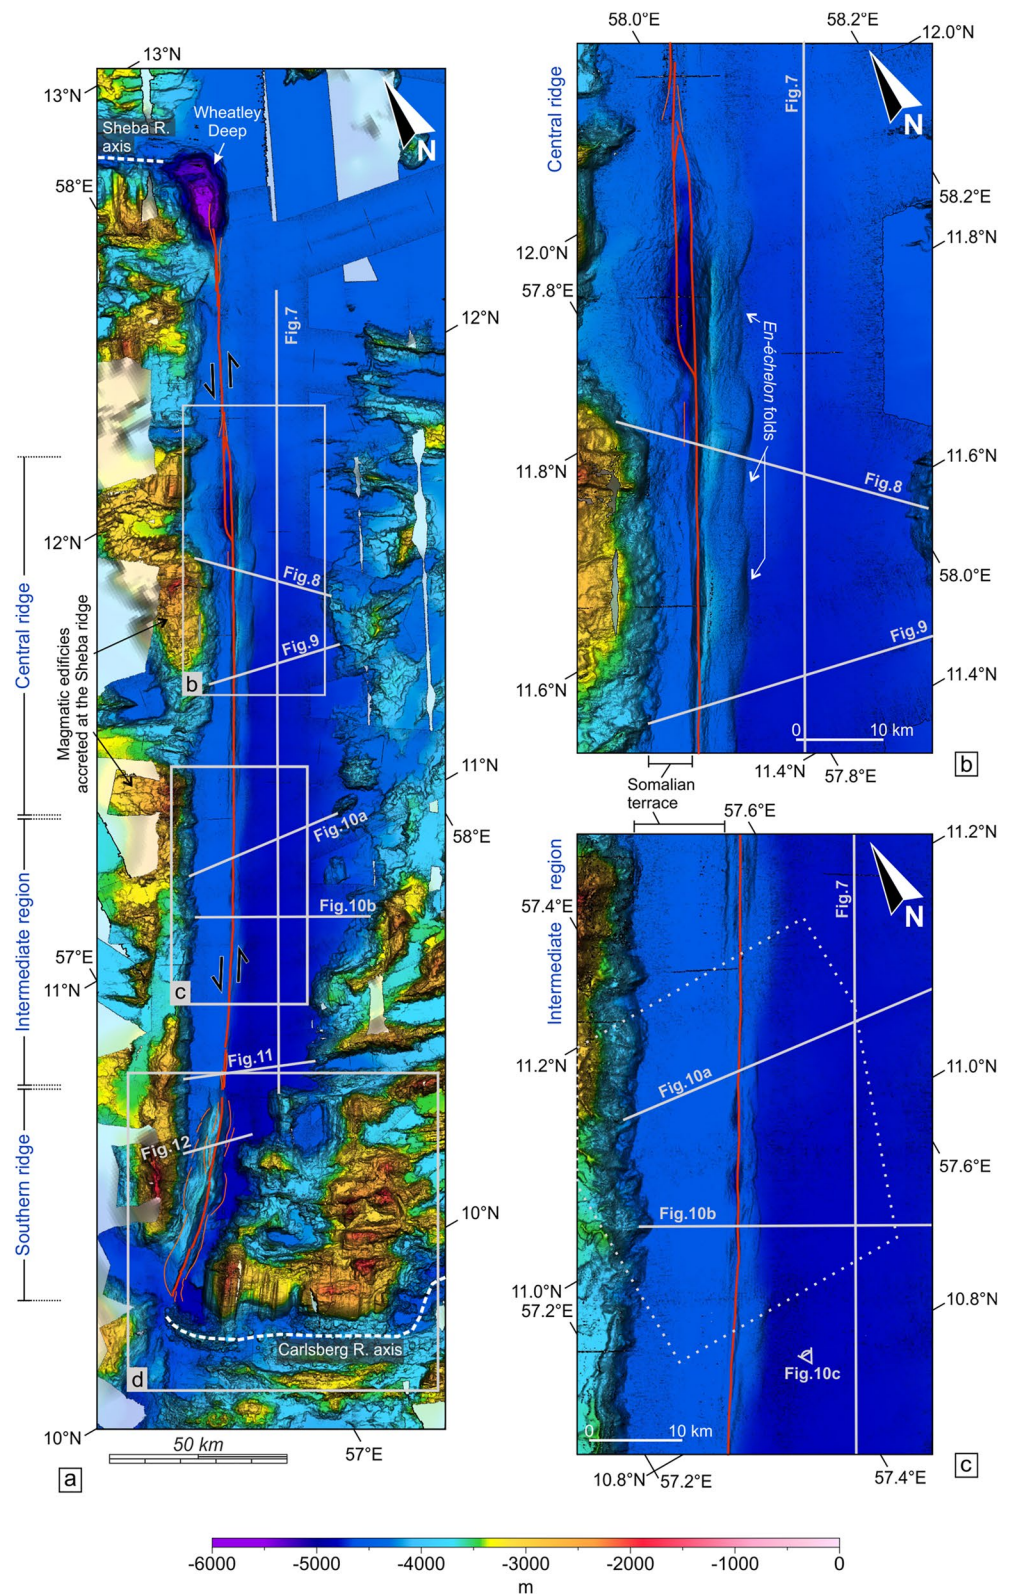 13°N
13°N
Wheatley
Deep
Sheba R.
axis
N
58°E
12°N
Fig.7
12°N
Fig.8
Fig.9
b
Central ridge
Magmatic edificies
accreted at the Sheba ridge
11°N
58°E
Fig.10a
Fig.10b
Intermediate region
57°E
11°N
c
Fig.11
Fig.12
Southern ridge
10°N
Carlsberg R. axis
d
10°N
50 km
57°E
a
58.0°E
58.2°E
12.0°N
Central ridge
Fig.7
N
58.2°E
11.8°N
12.0°N
57.8°E
En-échelon folds
11.8°N
11.6°N
Fig.8
58.0°E
Fig.9
11.6°N
11.4°N
0
10 km
11.4°N
57.8°E
b
Somalian
terrace
57.6°E
11.2°N
Intermediate region
57.4°E
Fig.7
N
11.2°N
11.0°N
Fig.10a
57.6°E
Fig.10b
11.0°N
57.2°E
10.8°N
Fig.10c
0
10 km
10.8°N
57.2°E
57.4°E
c
-6000
-5000
-4000
-3000
-2000
-1000
0
m